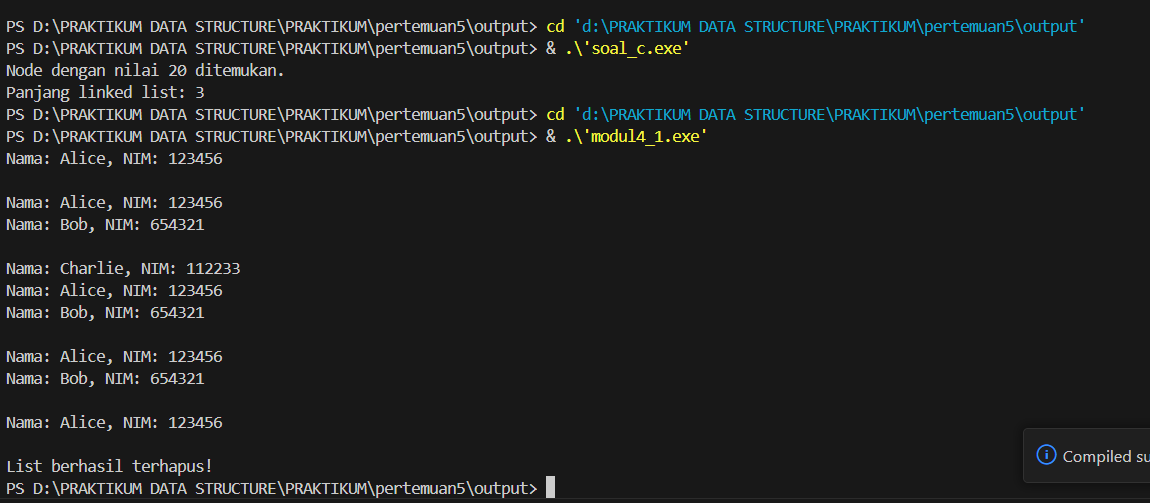 PS D:\PRAKTIKUM DATA STRUCTURE\PRAKTIKUM\pertemuan5\output> cd 'd:\PRAKTIKUM DATA STRUCTURE\PRAKTIKUM\pertemuan5\output'
PS D:\PRAKTIKUM DATA STRUCTURE\PRAKTIKUM\pertemuan5\output> & .\'soal_c.exe'
Node dengan nilai 20 ditemukan.
Panjang linked list: 3
PS D:\PRAKTIKUM DATA STRUCTURE\PRAKTIKUM\pertemuan5\output> cd 'd:\PRAKTIKUM DATA STRUCTURE\PRAKTIKUM\pertemuan5\output'
PS D:\PRAKTIKUM DATA STRUCTURE\PRAKTIKUM\pertemuan5\output> & .\'modul4_1.exe'
Nama: Alice, NIM: 123456
Nama: Alice, NIM: 123456
Nama: Bob, NIM: 654321
Nama: Charlie, NIM: 112233
Nama: Alice, NIM: 123456
Nama: Bob, NIM: 654321
Nama: Alice, NIM: 123456
Nama: Bob, NIM: 654321
Nama: Alice, NIM: 123456
List berhasil terhapus!
PS D:\PRAKTIKUM DATA STRUCTURE\PRAKTIKUM\pertemuan5\output>
Compiled su